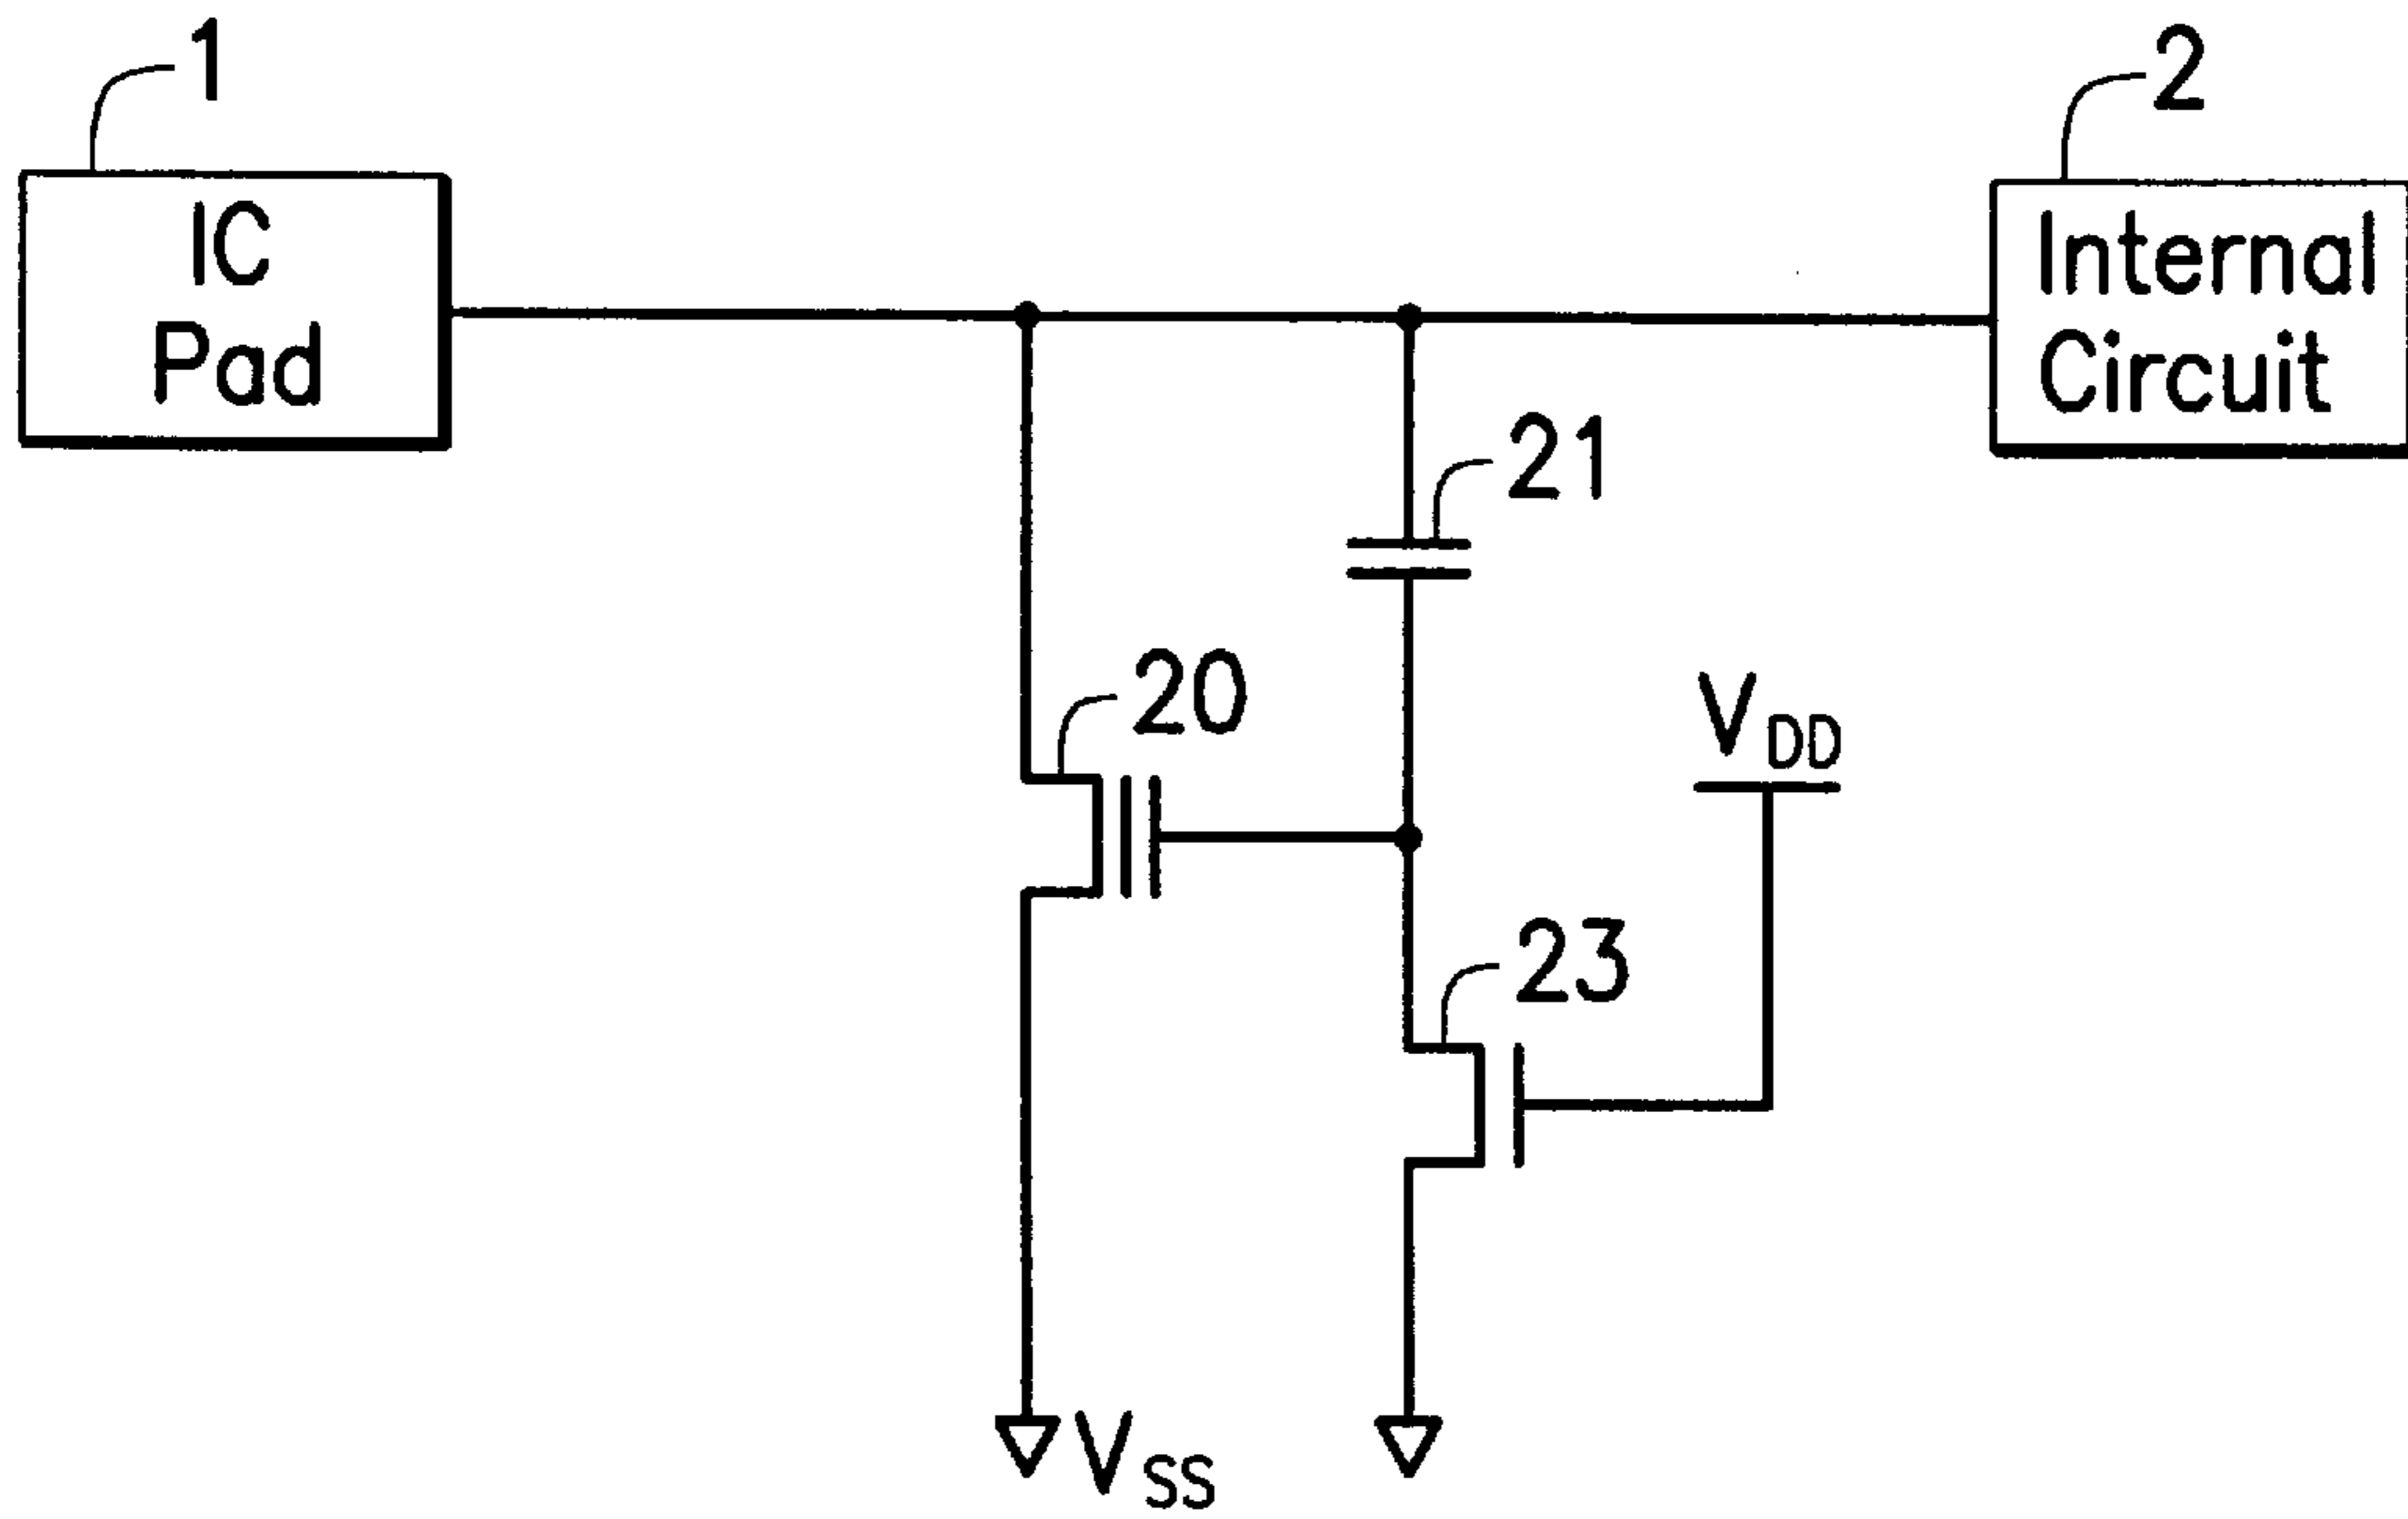 1
2
IC
Pad
Internal
Circuit
21
20
VDD
23
VSS